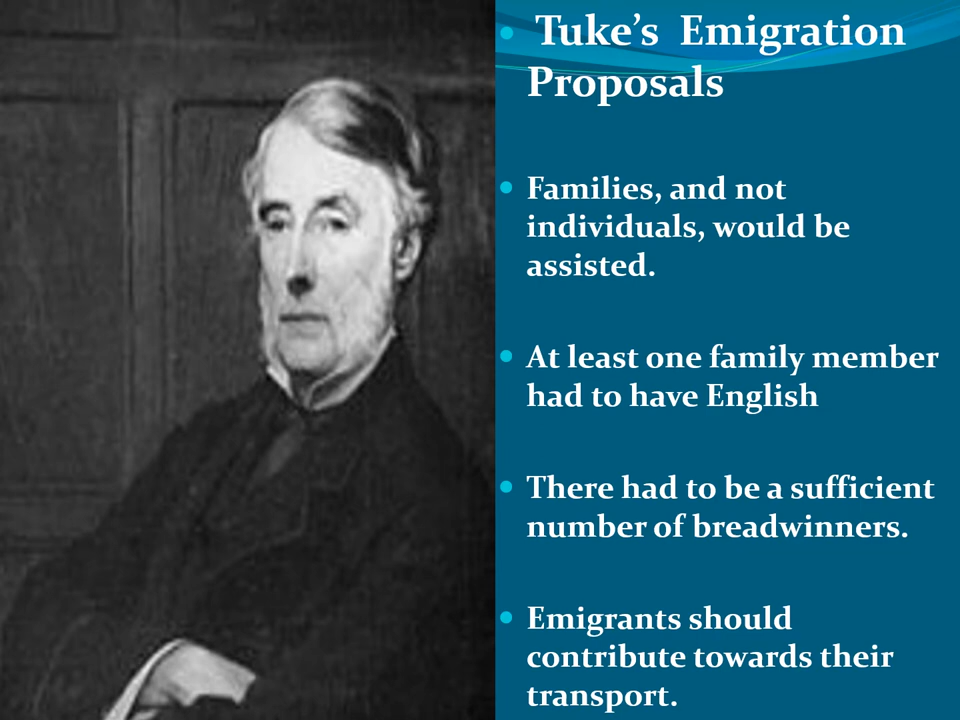 Tuke’s Emigration
Proposals
Families, and not
individuals, would be
assisted.
At least one family member
had to have English
There had to be a sufficient
number of breadwinners.
Emigrants should
contribute towards their
transport.